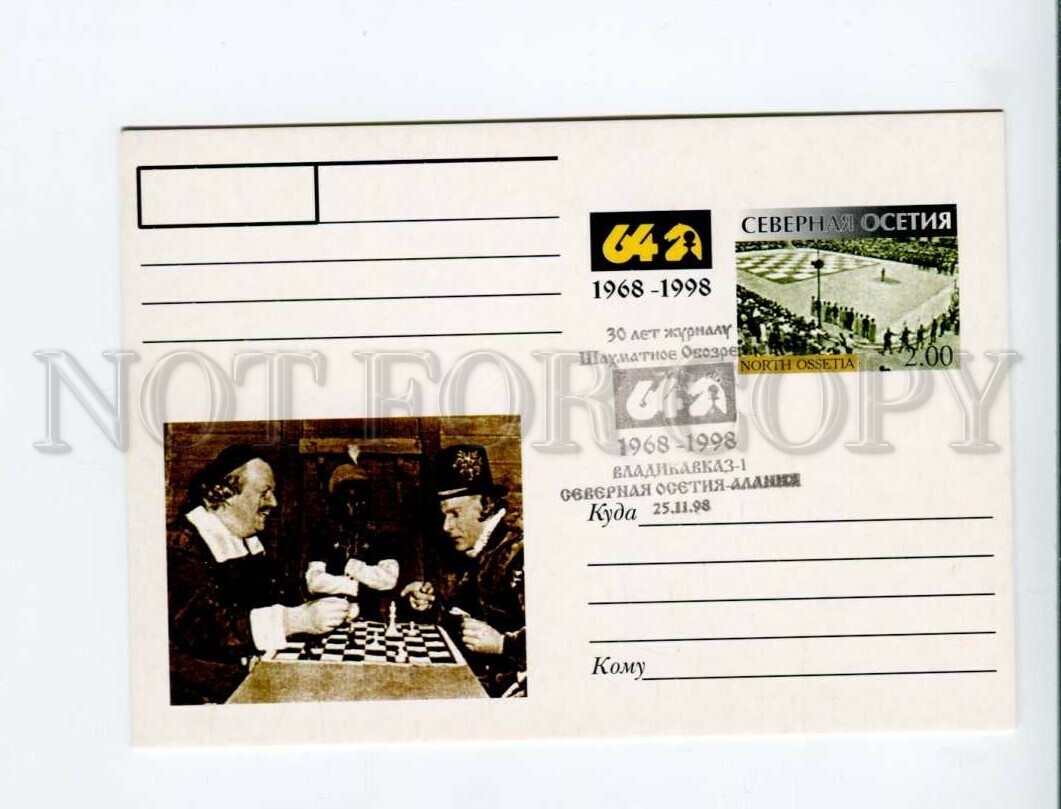 СЕВЕРНАЯ ОСЕТИЯ
64
1968-1998
NORTH OSSETIA
2.00
30 лет журналу
Шахматное Обозре
64
1968-1998
ВЛАДИКАВКАЗ-1
СЕВЕРНАЯ ОСЕТИЯ-АЛАНИЯ
25.11.98
Куда
Кому
NOT FOR COPY